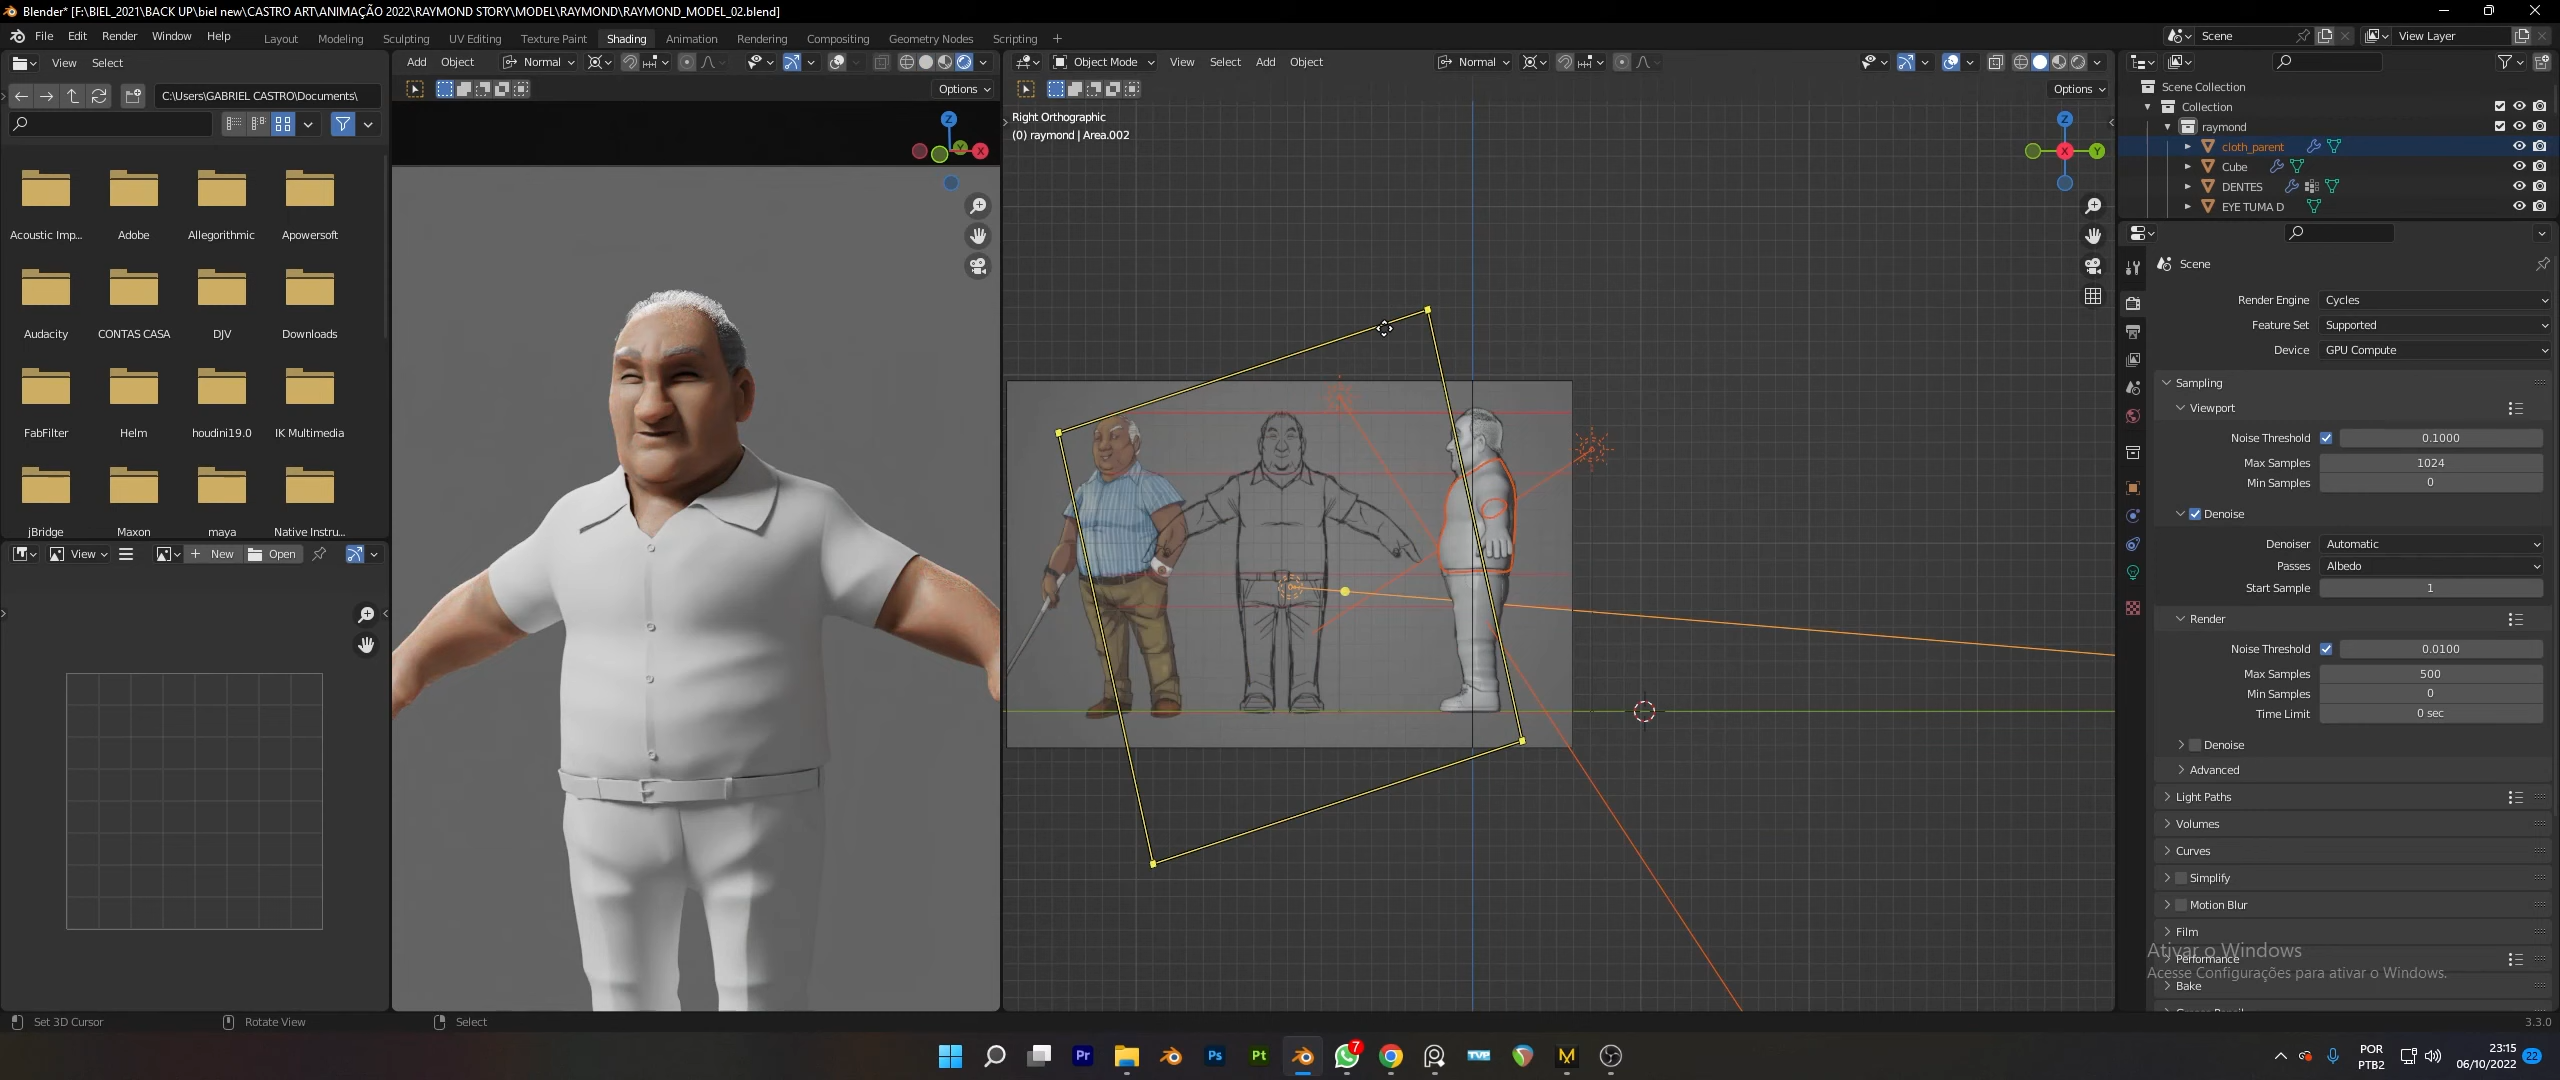 Blender* [F:\BIEL_2021\BACK UP\biel new\CASTRO ART\ANIMAÇÃO 2022\RAYMOND STORY\MODEL\RAYMOND\RAYMOND_MODEL_02.blend]
File Edit Render Window Help Layout Modeling Sculpting UV Editing Texture Paint Shading Animation Rendering Compositing Geometry Nodes Scripting + Scene View Layer
View Select
Add Object Normal
Object Mode View Select Add Object Normal
C:\Users\GABRIEL CASTRO\Documents\
Options
Options
Acoustic Imp... Adobe Allegorithmic Apowersoft
Audacity CONTAS CASA DJV Downloads
FabFilter Helm houdini19.0 IK Multimedia
jBridge Maxon maya Native Instru...
View + New Open
Z
Y
X
Right Orthographic
(0) raymond | Area.002
Z
X
Y
Scene Collection
Collection
raymond
cloth_parent
Cube
DENTES
EYE TUMA D
Scene
Render Engine Cycles
Feature Set Supported
Device GPU Compute
Sampling
Viewport
Noise Threshold 0.1000
Max Samples 1024
Min Samples 0
Denoise
Denoiser Automatic
Passes Albedo
Start Sample 1
Render
Noise Threshold 0.0100
Max Samples 500
Min Samples 0
Time Limit 0 sec
Denoise
Advanced
Light Paths
Volumes
Curves
Simplify
Motion Blur
Film
Ativar o Windows
Performance
Acesse Configurações para ativar o Windows.
Bake
Set 3D Cursor Rotate View Select
3.3.0
Pr Ps Pt 7 TVP M
POR
PTB2
23:15
06/10/2022
22